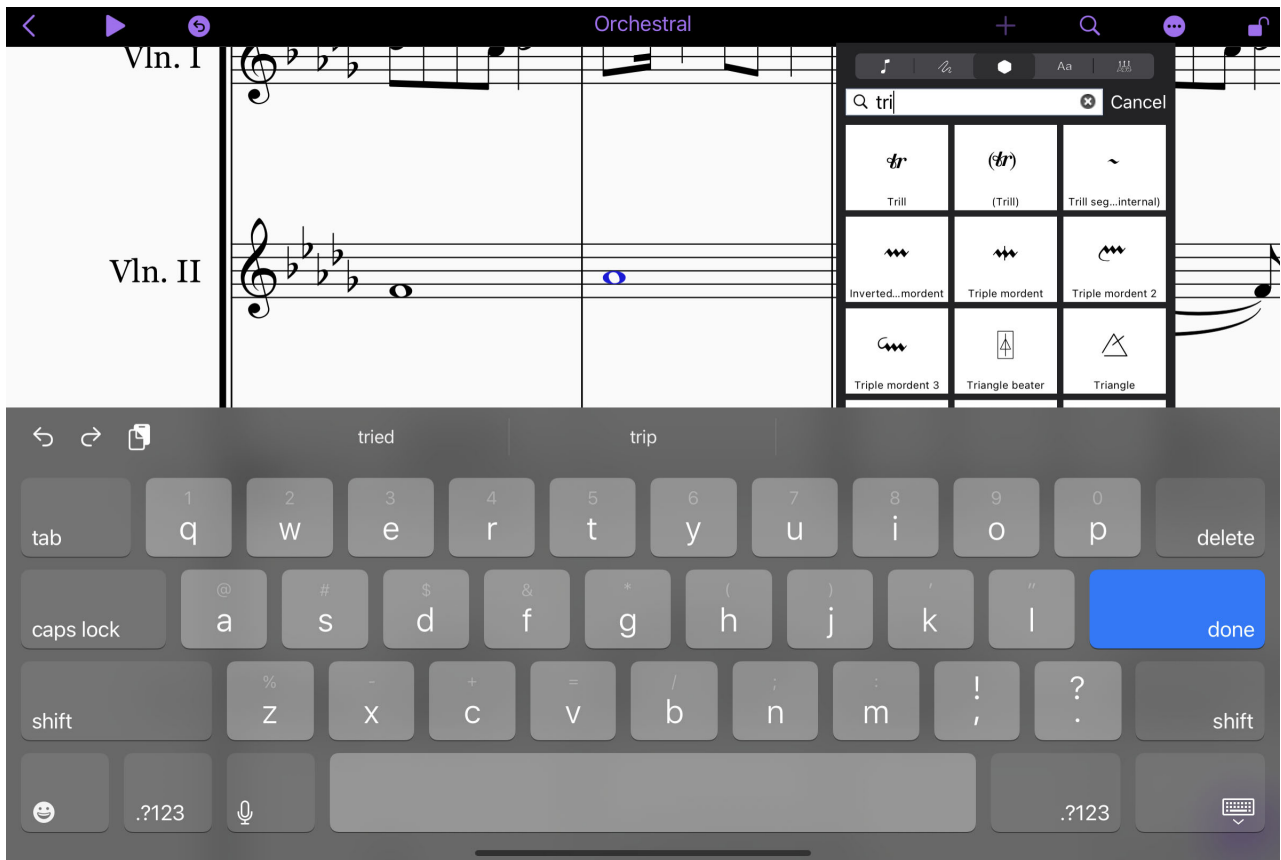 Orchestral
Vln. I
Aa
tri
Cancel
tr
(tr)
Trill
(Trill)
Trill seg...internal)
Inverted...mordent
Triple mordent
Triple mordent 2
Triple mordent 3
Triangle beater
Triangle
Vln. II
tried
trip
tab
1 2 3 4 5 6 7 8 9 0
q w e r t y u i o p
delete
caps lock
@ # $ & * ( ) ' "
a s d f g h j k l
done
shift
% - + = / ; : ! ?
z x c v b n m , .
shift
.?123
.?123